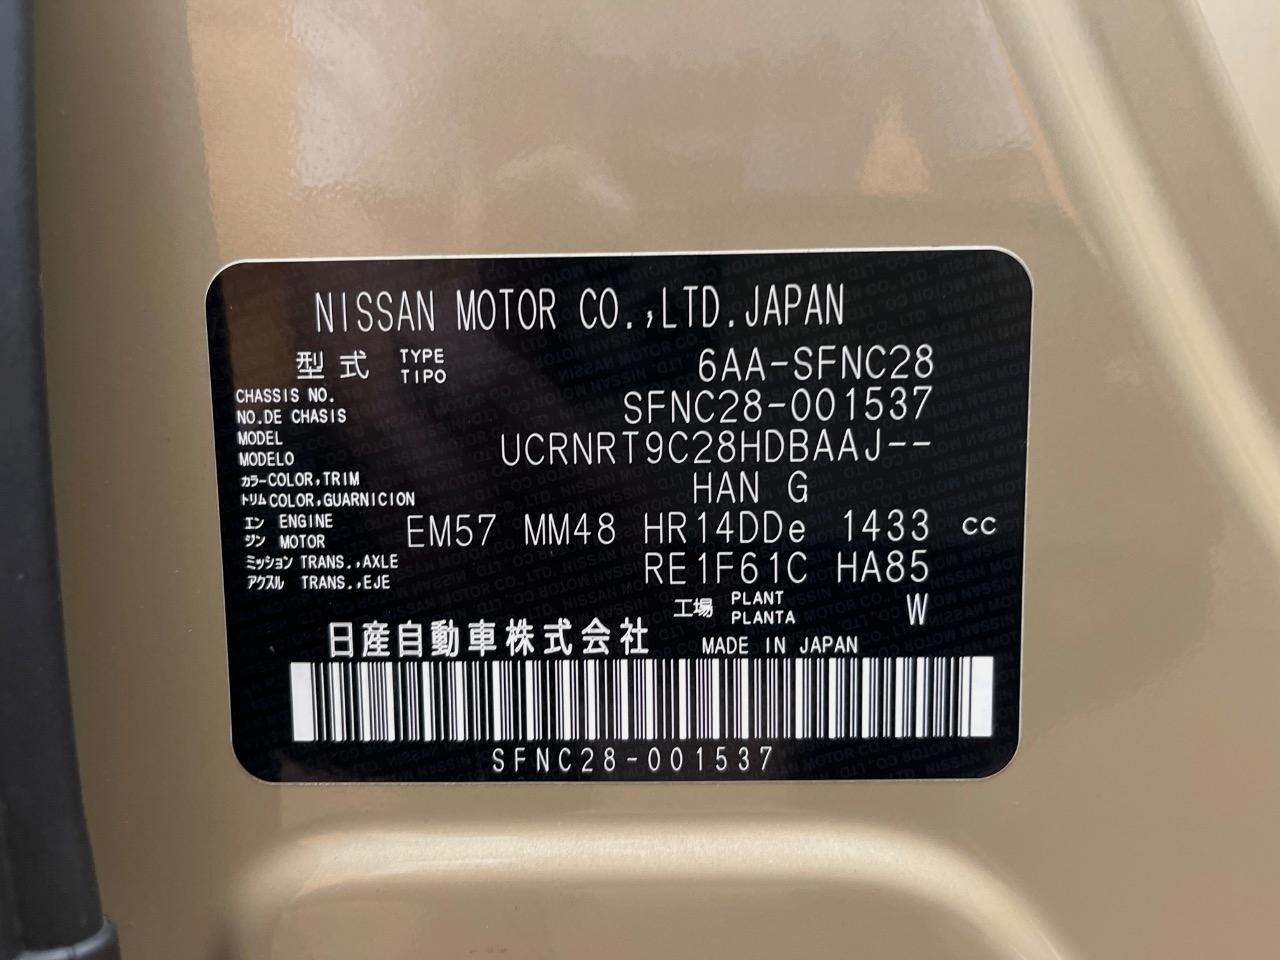 NISSAN MOTOR CO.,LTD.JAPAN
型式 TYPE TIPO 6AA-SFNC28
CHASSIS NO. NO.DE CHASIS SFNC28-001537
MODEL MODELO UCRNRT9C28HDBAAJ--
カラー COLOR,TRIM トリム COLOR,GUARNICION HAN G
エンジン ENGINE MOTOR EM57 MM48 HR14DDe 1433 cc
ミッション TRANS.,AXLE アクスル TRANS.,EJE RE1F61C HA85
工場 PLANT PLANTA W
日産自動車株式会社 MADE IN JAPAN
SFNC28-001537